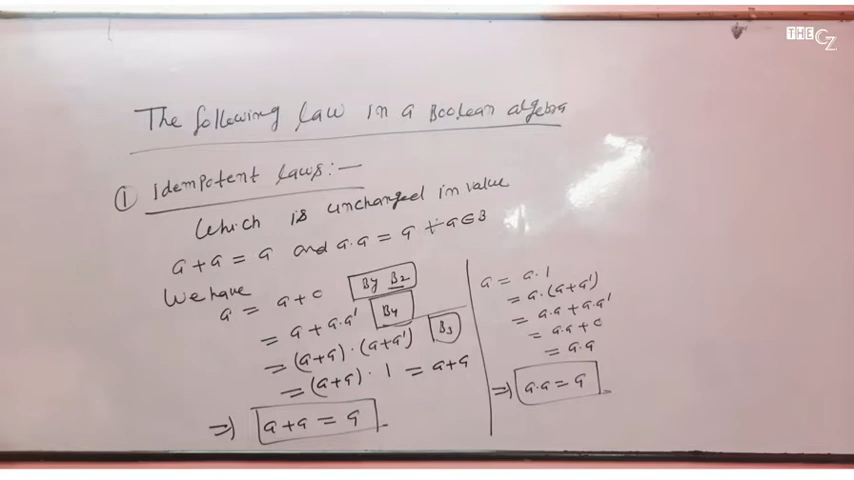 THE CZ
The following law in a Boolean algebra
① Idempotent laws:—
Which is unchanged in value
a+a = a and a.a = a ∀ a∈B
We have
a = a+0 By B2
= a + a.a' B4
= (a+a).(a+a') B3
= (a+a).1 = a+a
⇒ a+a = a
a = a.1
= a.(a+a')
= a.a + a.a'
= a.a + 0
= a.a
⇒ a.a = a